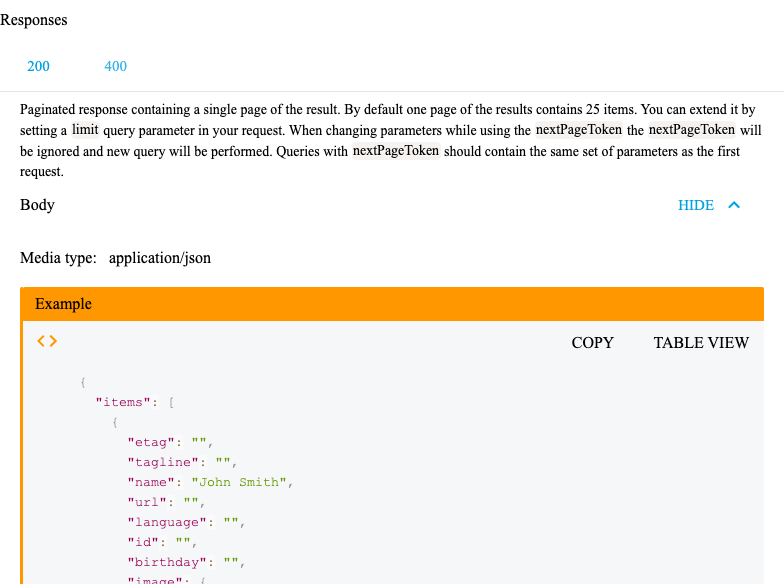 Responses
200 400
Paginated response containing a single page of the result. By default one page of the results contains 25 items. You can extend it by
setting a limit query parameter in your request. When changing parameters while using the nextPageToken the nextPageToken will
be ignored and new query will be performed. Queries with nextPageToken should contain the same set of parameters as the first
request.
Body HIDE
Media type: application/json
Example
<> COPY TABLE VIEW
{
"items": [
{
"etag": "",
"tagline": "",
"name": "John Smith",
"url": "",
"language": "",
"id": "",
"birthday": "",
"image": {